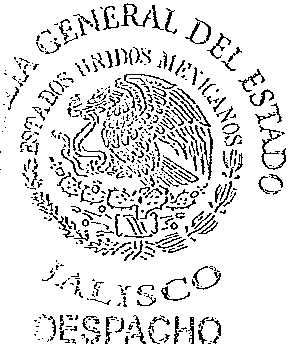 GENERAL DEL ESTADO
ESTADOS UNIDOS MEXICANOS
JALISCO
DESPACHO